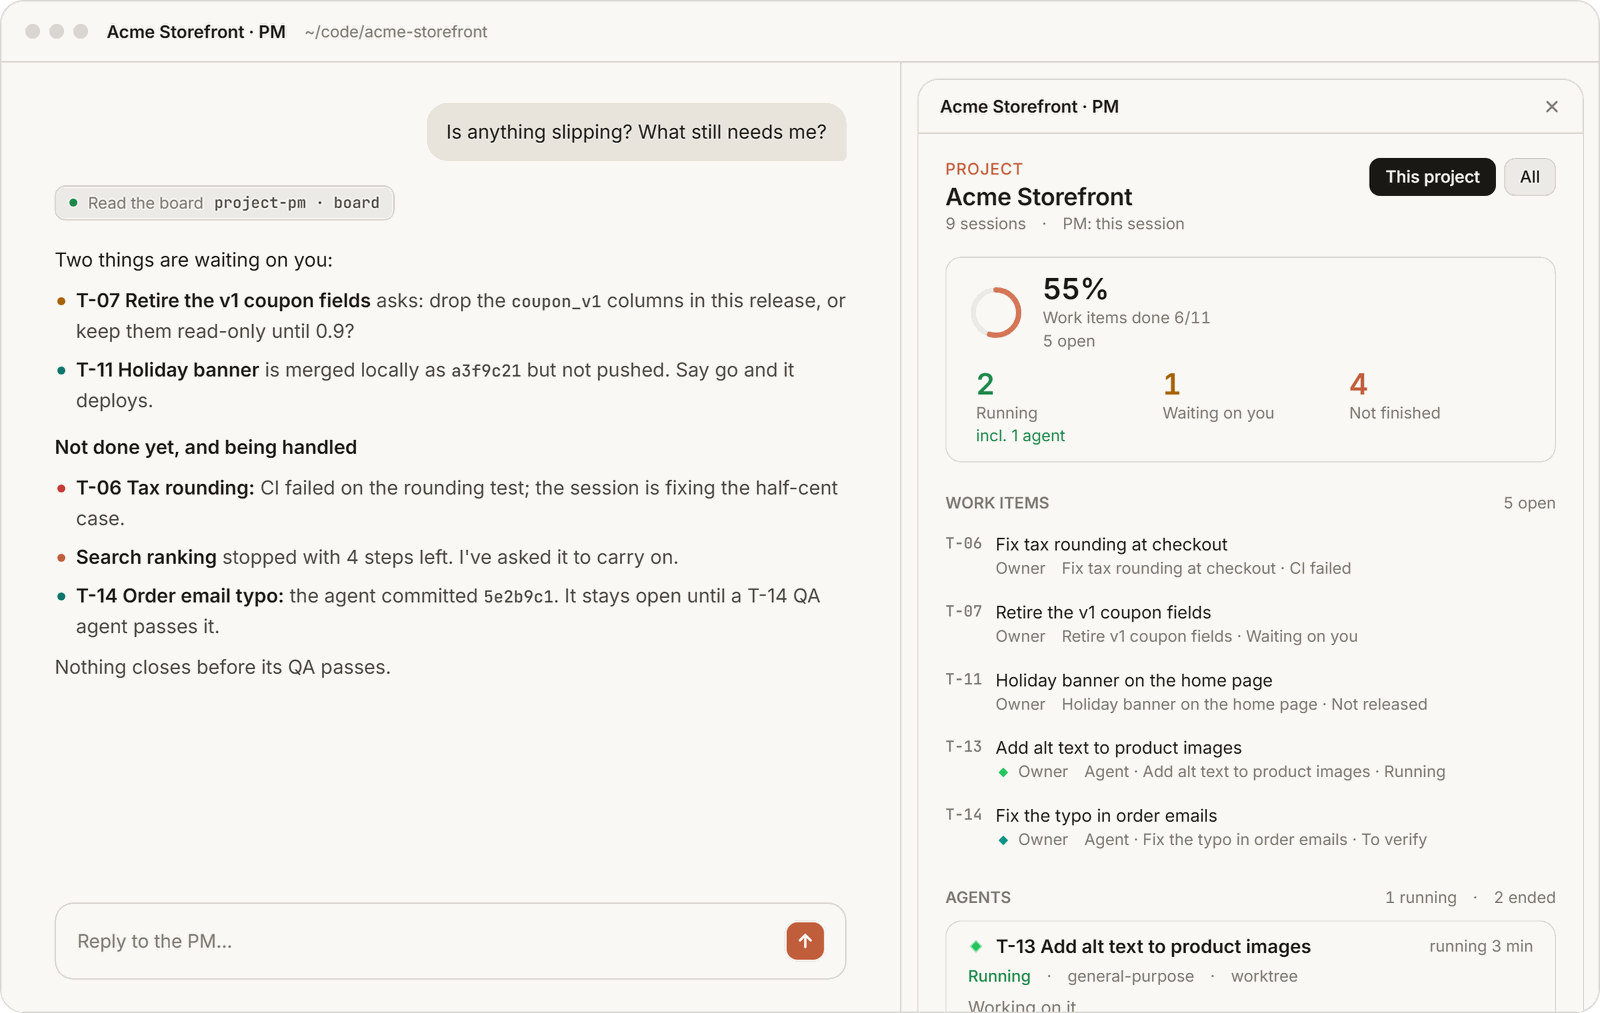 Acme Storefront · PM ~/code/acme-storefront
Is anything slipping? What still needs me?
Read the board project-pm · board
Two things are waiting on you:
• T-07 Retire the v1 coupon fields asks: drop the coupon_v1 columns in this release, or
keep them read-only until 0.9?
• T-11 Holiday banner is merged locally as a3f9c21 but not pushed. Say go and it
deploys.
Not done yet, and being handled
• T-06 Tax rounding: CI failed on the rounding test; the session is fixing the half-cent
case.
• Search ranking stopped with 4 steps left. I've asked it to carry on.
• T-14 Order email typo: the agent committed 5e2b9c1. It stays open until a T-14 QA
agent passes it.
Nothing closes before its QA passes.
Reply to the PM...
Acme Storefront · PM
PROJECT
Acme Storefront
9 sessions · PM: this session
This project All
55%
Work items done 6/11
5 open
2
Running
incl. 1 agent
1
Waiting on you
4
Not finished
WORK ITEMS 5 open
T-06 Fix tax rounding at checkout
Owner Fix tax rounding at checkout · CI failed
T-07 Retire the v1 coupon fields
Owner Retire v1 coupon fields · Waiting on you
T-11 Holiday banner on the home page
Owner Holiday banner on the home page · Not released
T-13 Add alt text to product images
Owner Agent · Add alt text to product images · Running
T-14 Fix the typo in order emails
Owner Agent · Fix the typo in order emails · To verify
AGENTS 1 running · 2 ended
T-13 Add alt text to product images running 3 min
Running · general-purpose · worktree
Working on it